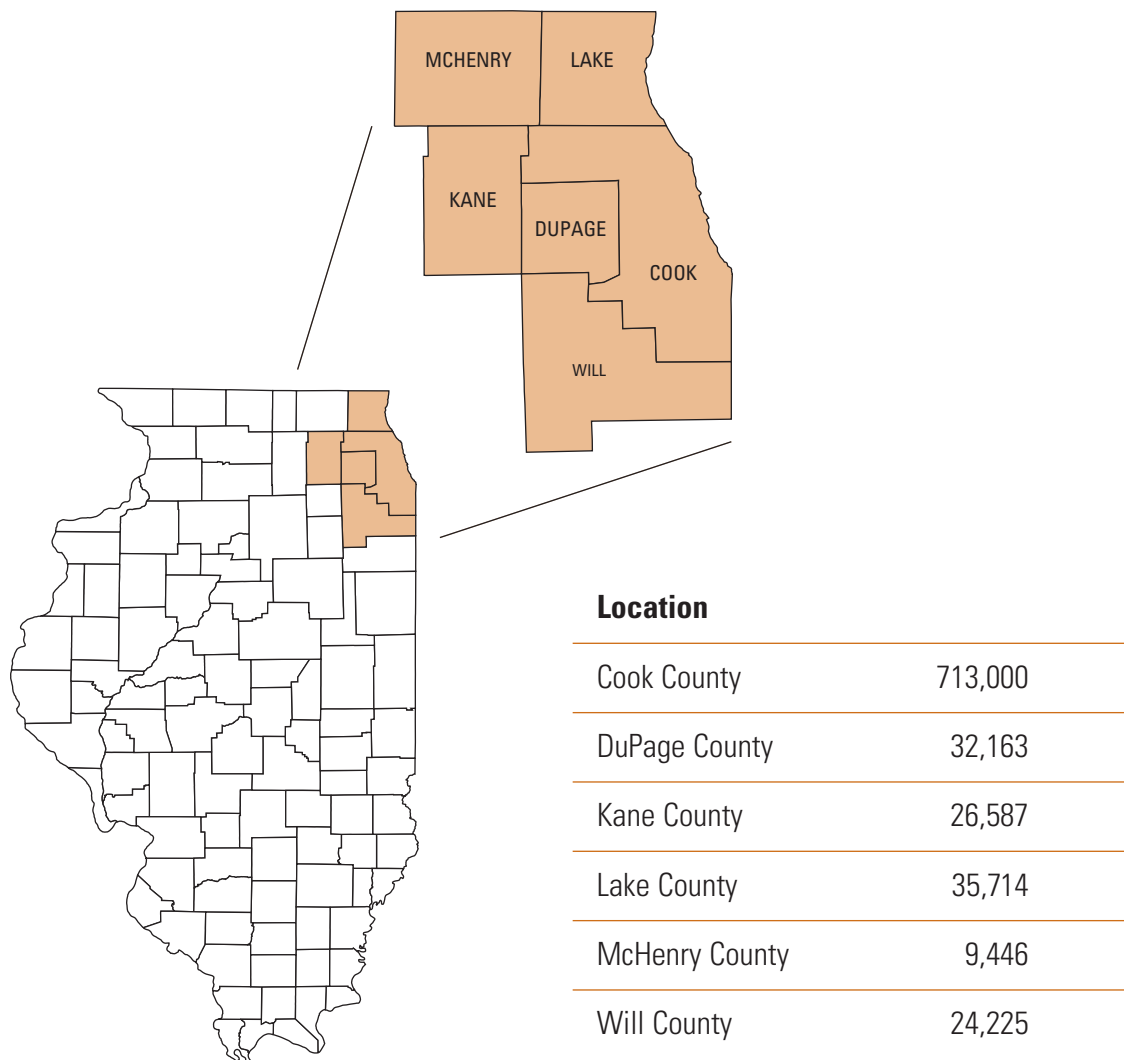 MCHENRY LAKE
KANE
DUPAGE
COOK
WILL
Location
Cook County 713,000
DuPage County 32,163
Kane County 26,587
Lake County 35,714
McHenry County 9,446
Will County 24,225